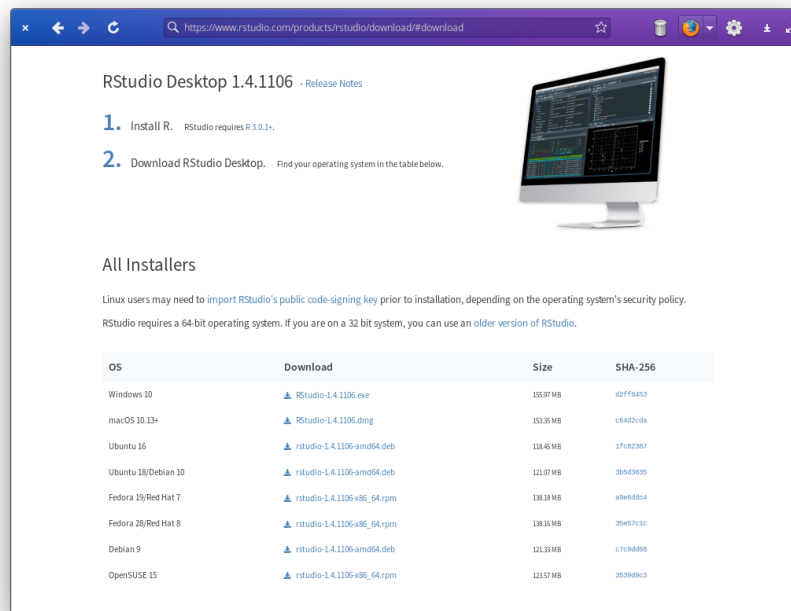 https://www.rstudio.com/products/rstudio/download/#download
RStudio Desktop 1.4.1106 - Release Notes
1. Install R. RStudio requires R 3.0.1+.
2. Download RStudio Desktop. Find your operating system in the table below.
All Installers
Linux users may need to import RStudio's public code-signing key prior to installation, depending on the operating system's security policy.
RStudio requires a 64-bit operating system. If you are on a 32 bit system, you can use an older version of RStudio.
OS Download Size SHA-256
Windows 10 RStudio-1.4.1106.exe 155.97 MB d2ff8453
macOS 10.13+ RStudio-1.4.1106.dmg 153.35 MB c64d2cda
Ubuntu 16 rstudio-1.4.1106-amd64.deb 118.45 MB 1fc82387
Ubuntu 18/Debian 10 rstudio-1.4.1106-amd64.deb 121.07 MB 3b5d3835
Fedora 19/Red Hat 7 rstudio-1.4.1106-x86_64.rpm 138.18 MB a9e6ddc4
Fedora 28/Red Hat 8 rstudio-1.4.1106-x86_64.rpm 138.16 MB 35e57c1c
Debian 9 rstudio-1.4.1106-amd64.deb 121.33 MB c7c9dd66
OpenSUSE 15 rstudio-1.4.1106-x86_64.rpm 123.57 MB 3539d9c3